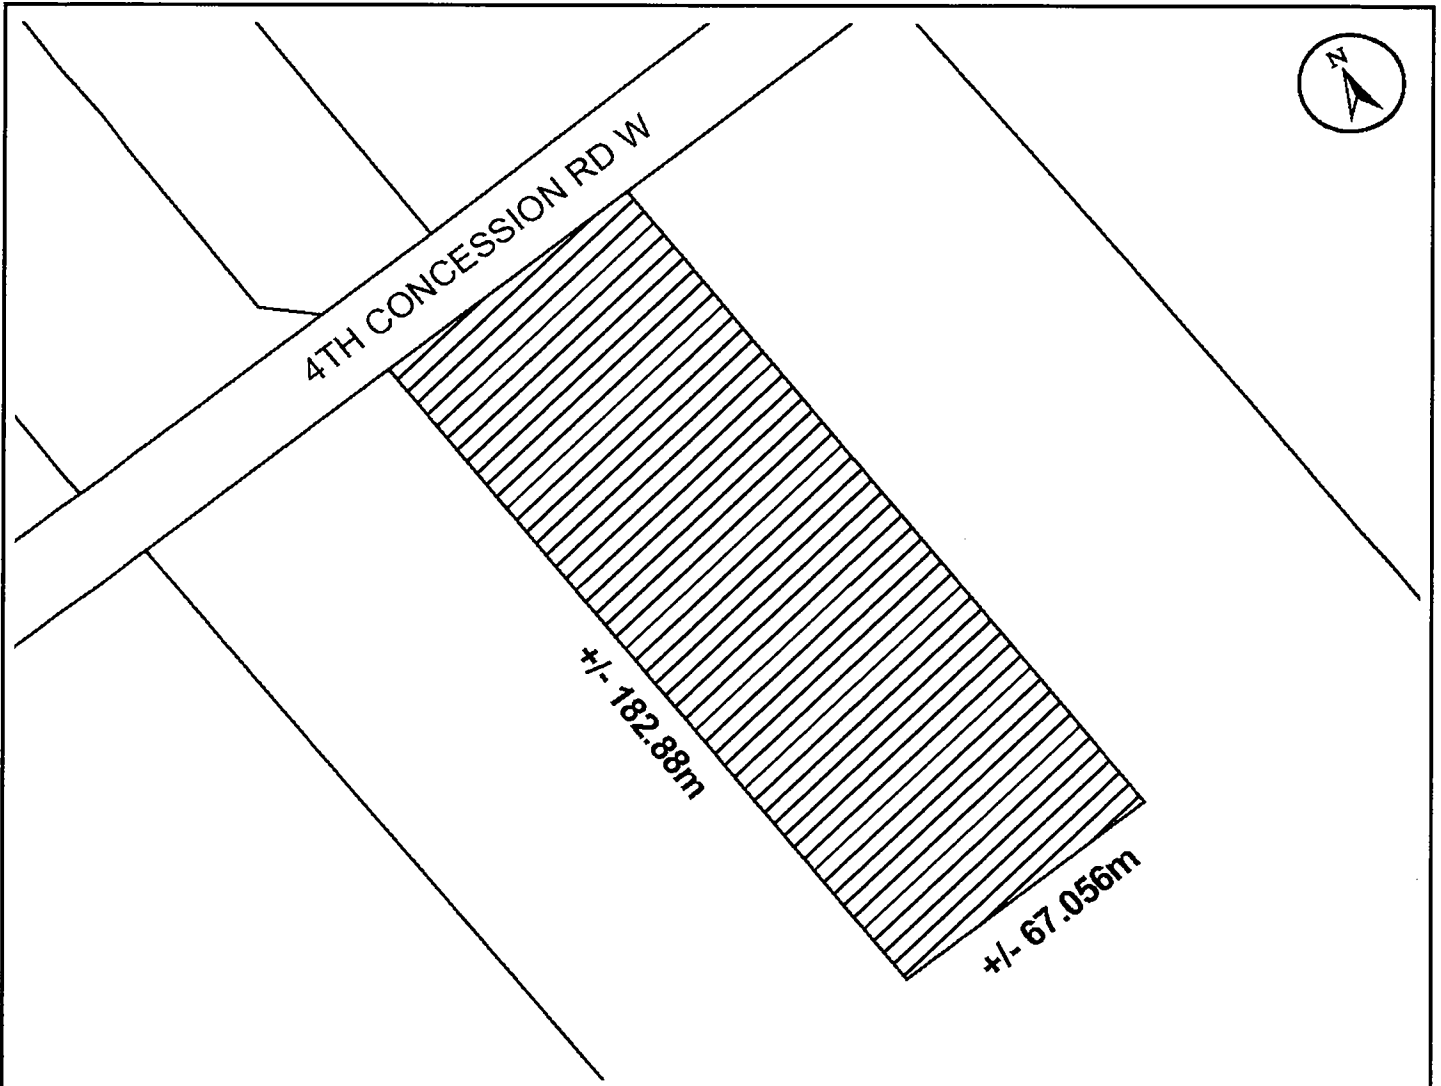 N
4TH CONCESSION RD W
+/- 182.88m
+/- 67.056m